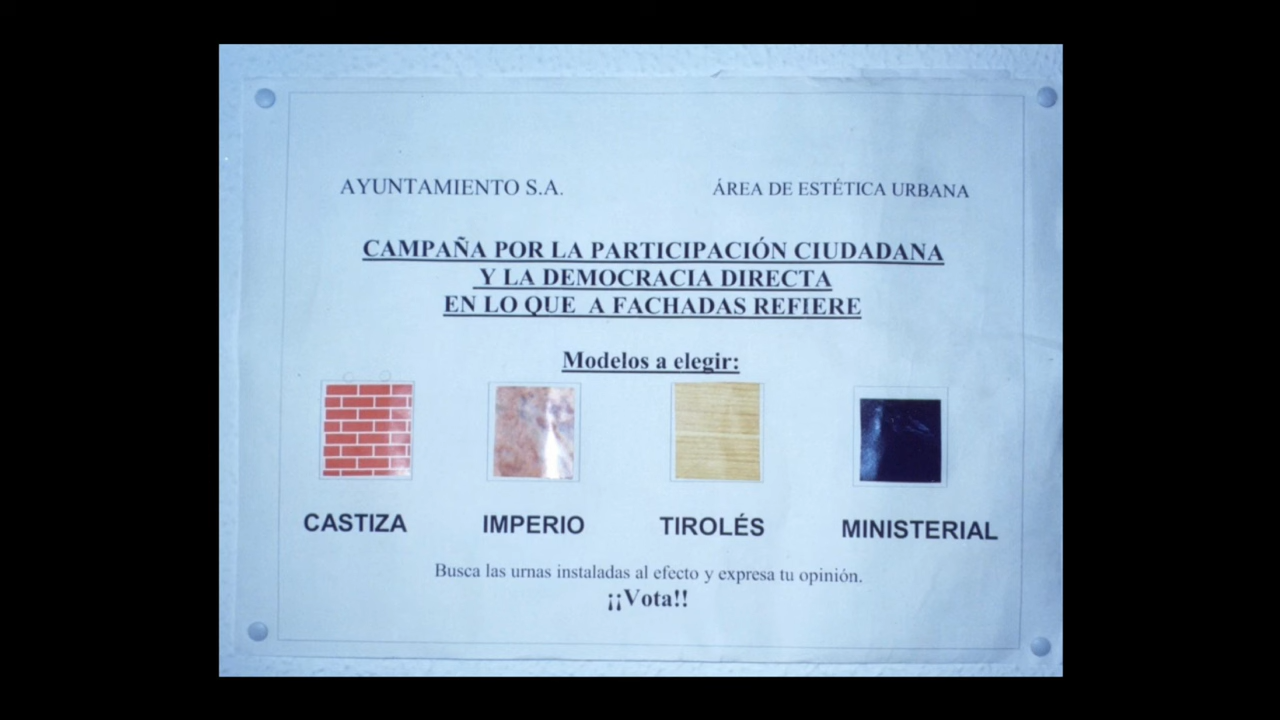 AYUNTAMIENTO S.A. ÁREA DE ESTÉTICA URBANA
CAMPAÑA POR LA PARTICIPACIÓN CIUDADANA
Y LA DEMOCRACIA DIRECTA
EN LO QUE A FACHADAS REFIERE
Modelos a elegir:
CASTIZA IMPERIO TIROLÉS MINISTERIAL
Busca las urnas instaladas al efecto y expresa tu opinión.
¡¡Vota!!